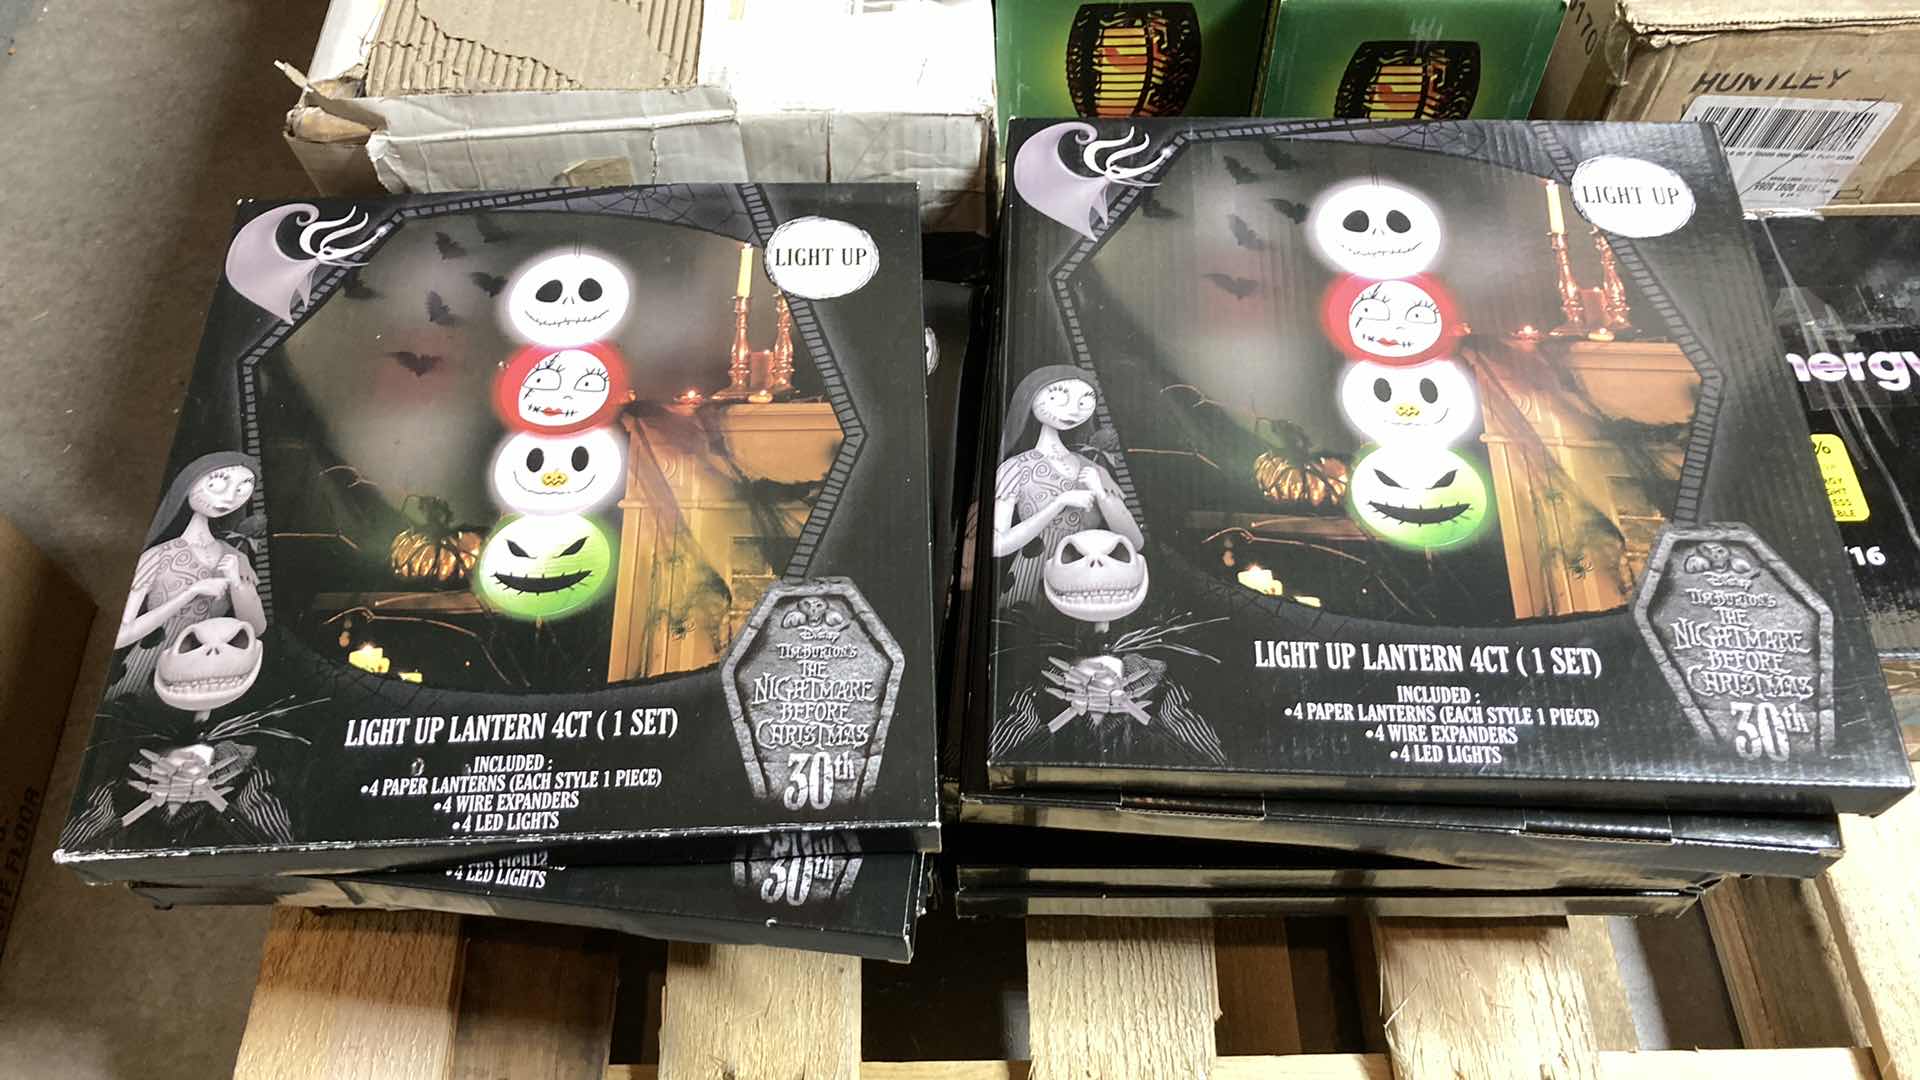 HUNTLEY
LIGHT UP
Disney
TIM BURTON'S
THE
NIGHTMARE
BEFORE
CHRISTMAS
30th
LIGHT UP LANTERN 4CT ( 1 SET)
INCLUDED :
•4 PAPER LANTERNS (EACH STYLE 1 PIECE)
•4 WIRE EXPANDERS
•4 LED LIGHTS
•4 LED LIGHTS
30th
LIGHT UP
Disney
TIM BURTON'S
THE
NIGHTMARE
BEFORE
CHRISTMAS
30th
LIGHT UP LANTERN 4CT ( 1 SET)
INCLUDED :
•4 PAPER LANTERNS (EACH STYLE 1 PIECE)
•4 WIRE EXPANDERS
•4 LED LIGHTS
nergy
%
16
FLOOR